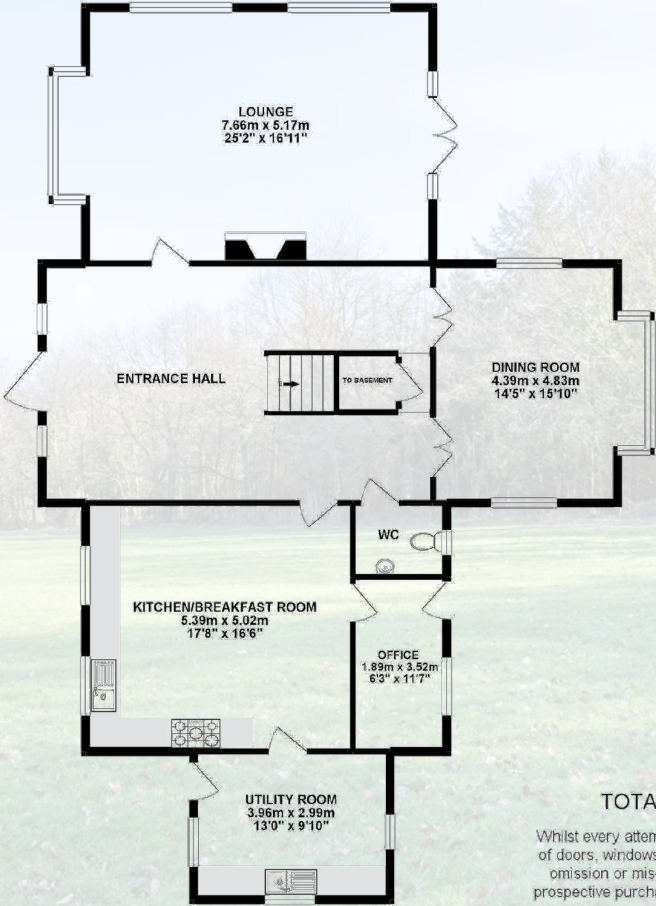 LOUNGE
7.66m x 5.17m
25'2" x 16'11"
ENTRANCE HALL
TO BASEMENT
DINING ROOM
4.39m x 4.83m
14'5" x 15'10"
WC
KITCHEN/BREAKFAST ROOM
5.39m x 5.02m
17'8" x 16'6"
OFFICE
1.89m x 3.52m
6'3" x 11'7"
UTILITY ROOM
3.96m x 2.99m
13'0" x 9'10"
TOTA
Whilst every attem
of doors, windows
omission or mis-
prospective purcha